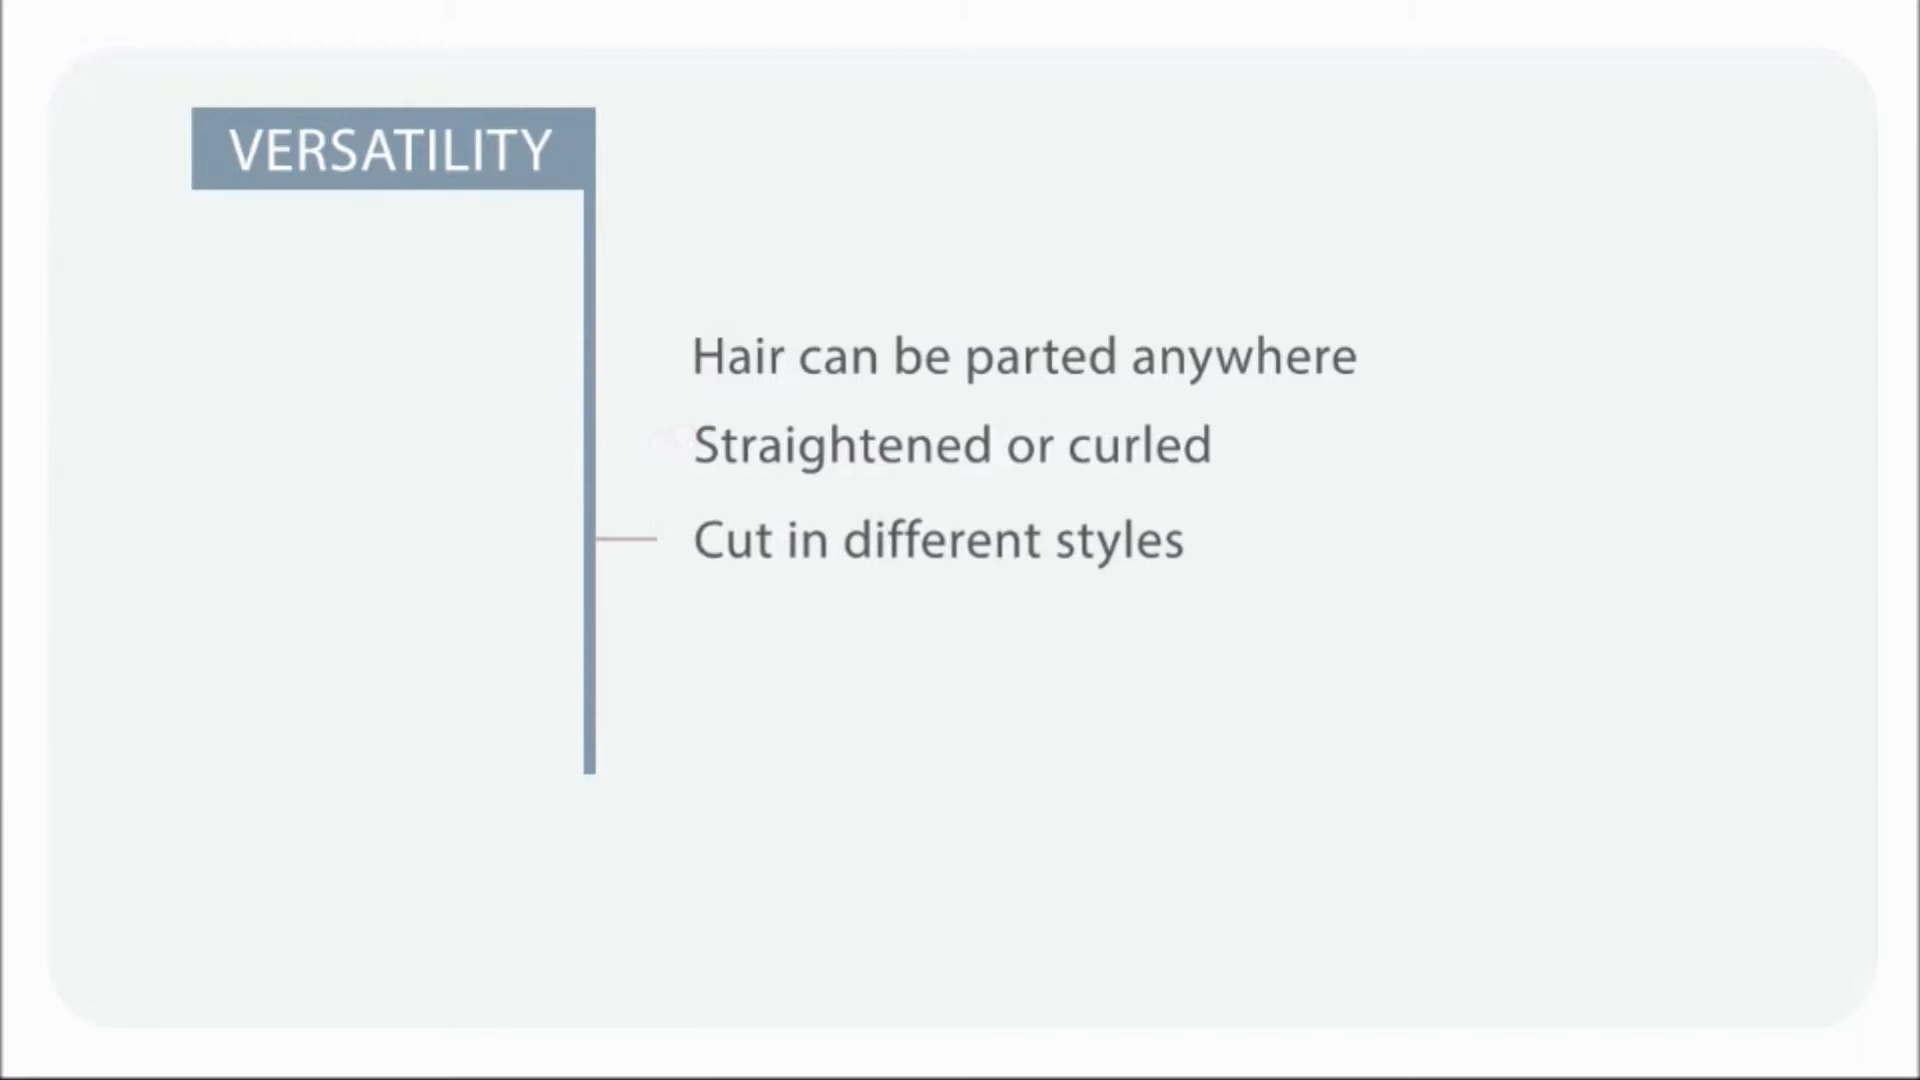 VERSATILITY
Hair can be parted anywhere
Straightened or curled
Cut in different styles